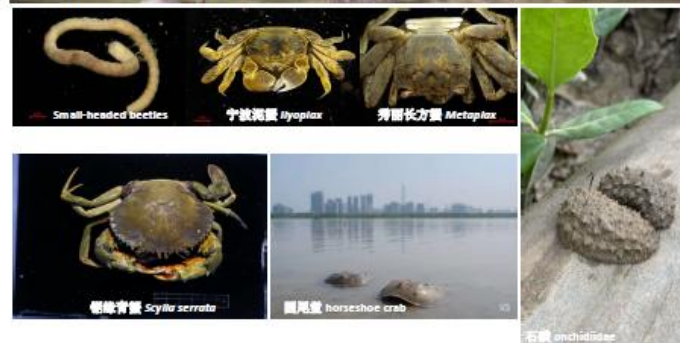 Small-headed beetles
宁波泥蟹 Ilyoplax
秀丽长方蟹 Metaplax
锯缘青蟹 Scylla serrata
圆尾鲎 horseshoe crab
石磺 onchidiidae